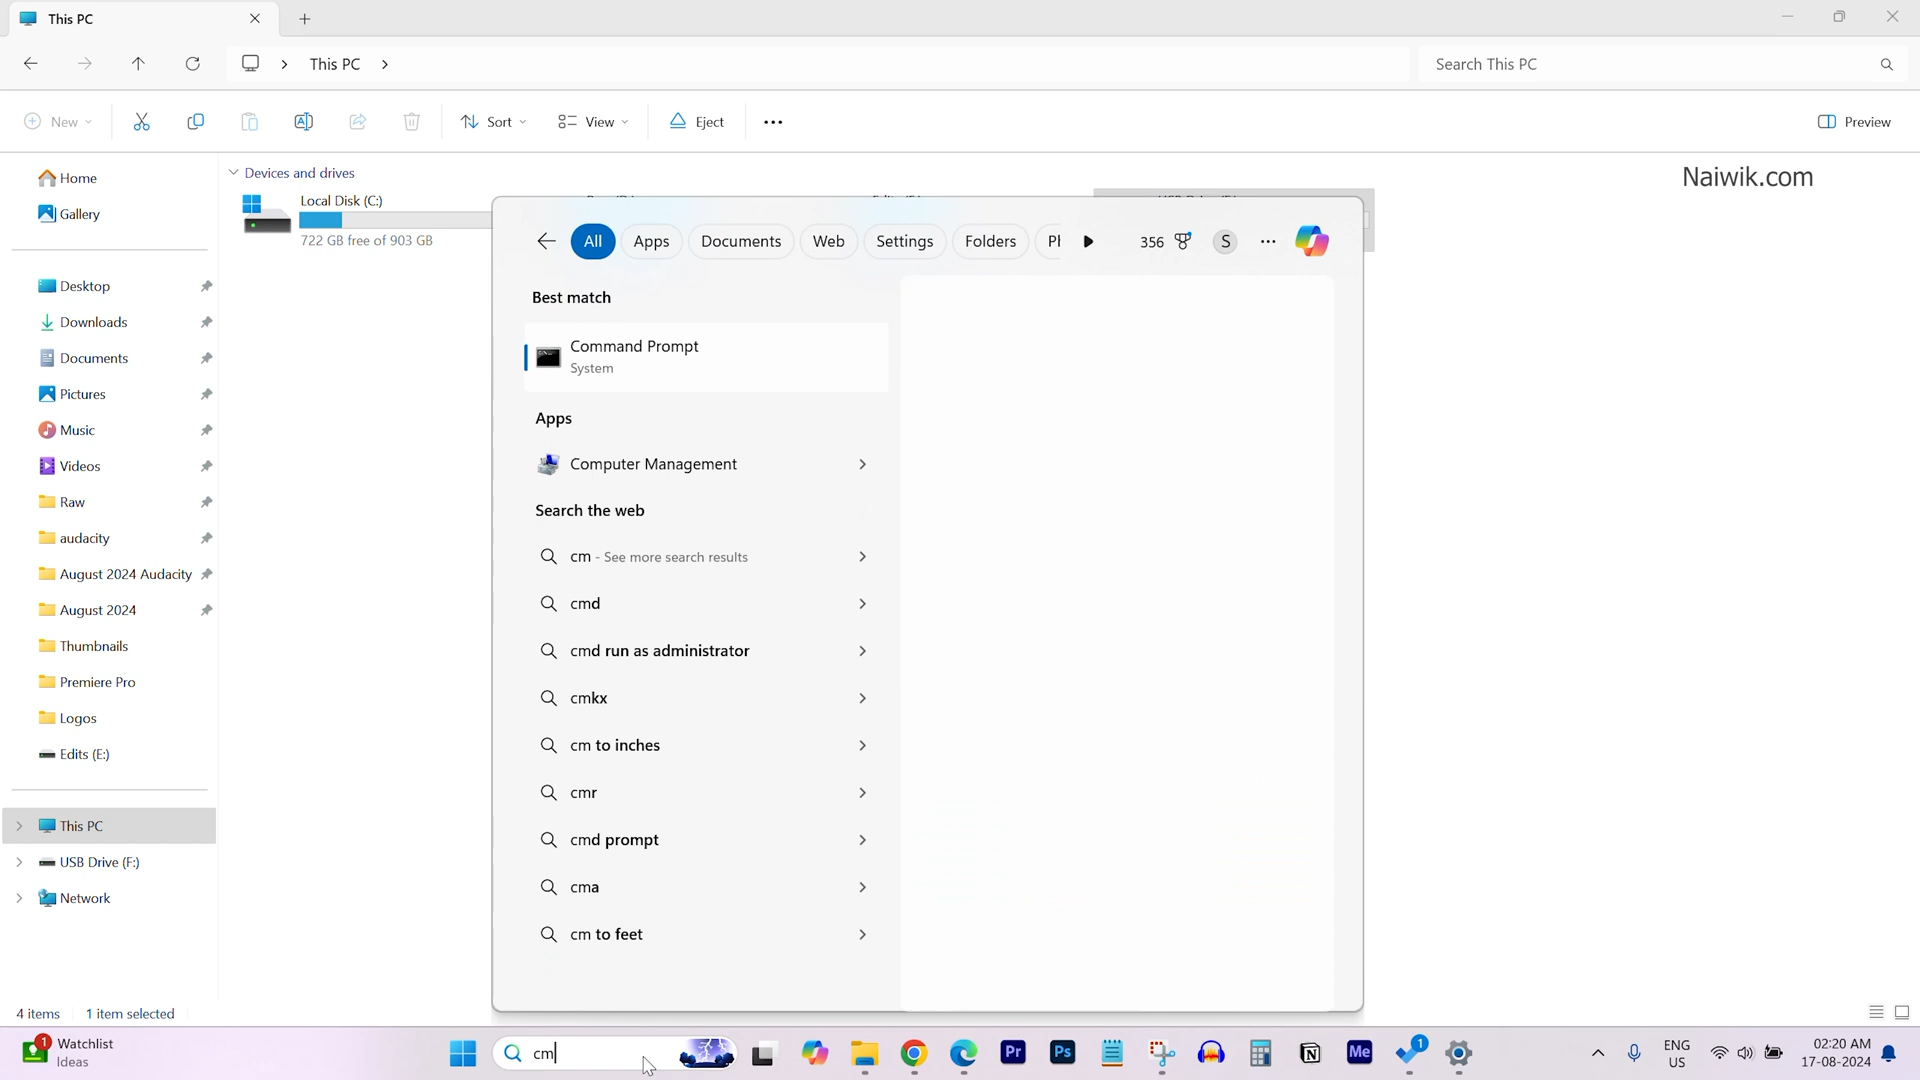 This PC
This PC
Search This PC
New
Sort
View
Eject
Preview
Home
Gallery
Desktop
Downloads
Documents
Pictures
Music
Videos
Raw
audacity
August 2024 Audacity
August 2024
Thumbnails
Premiere Pro
Logos
Edits (E:)
This PC
USB Drive (F:)
Network
Devices and drives
Local Disk (C:)
722 GB free of 903 GB
Naiwik.com
All
Apps
Documents
Web
Settings
Folders
356
S
Best match
Command Prompt
System
Apps
Computer Management
Search the web
cm - See more search results
cmd
cmd run as administrator
cmkx
cm to inches
cmr
cmd prompt
cma
cm to feet
4 items
1 item selected
1
Watchlist
Ideas
cm
Pr
Ps
N
Me
1
ENG
US
02:20 AM
17-08-2024